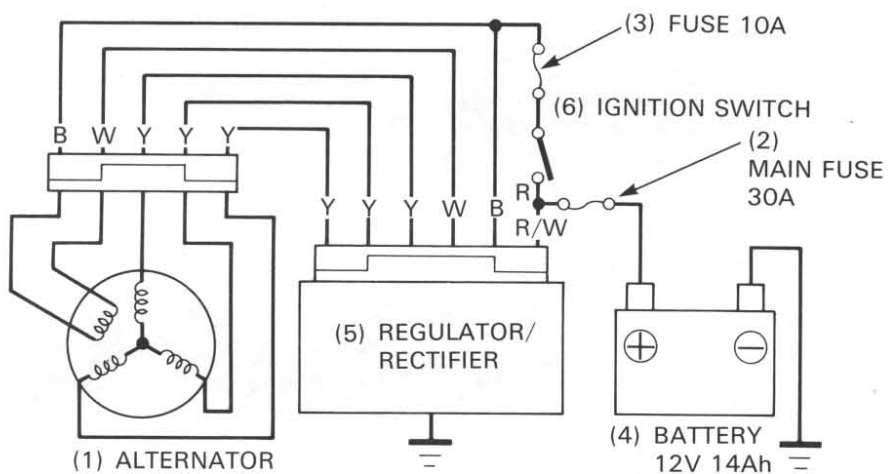 (3) FUSE 10A
(6) IGNITION SWITCH
B W Y Y Y
(2)
MAIN FUSE
30A
R
Y Y Y W B R/W
(5) REGULATOR/
RECTIFIER
+ −
(1) ALTERNATOR
(4) BATTERY
12V 14Ah